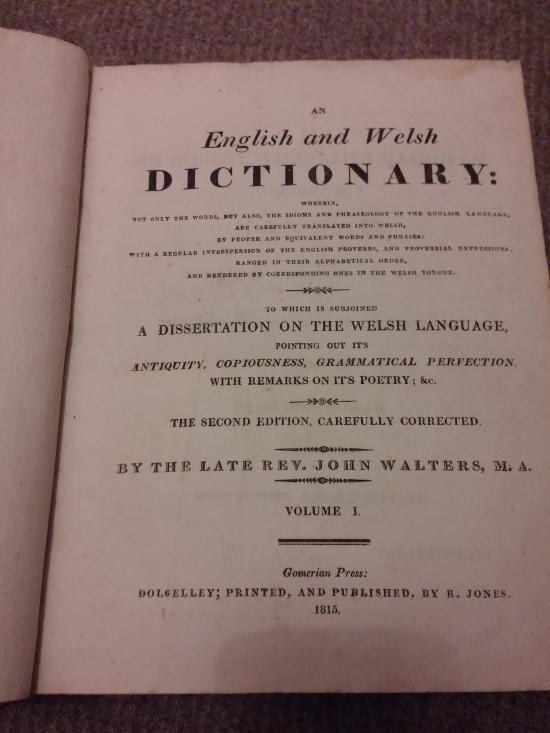 AN
English and Welsh
DICTIONARY:
WHEREIN,
NOT ONLY THE WORDS, BUT ALSO, THE IDIOMS AND PHRASEOLOGY OF THE ENGLISH LANGUAGE,
ARE CAREFULLY TRANSLATED INTO WELSH,
BY PROPER AND EQUIVALENT WORDS AND PHRASES:
WITH A REGULAR INTERSPERSION OF THE ENGLISH PROVERBS, AND PROVERBIAL EXPRESSIONS,
RANGED IN THEIR ALPHABETICAL ORDER,
AND RENDERED BY CORRESPONDING ONES IN THE WELSH TONGUE.
TO WHICH IS SUBJOINED
A DISSERTATION ON THE WELSH LANGUAGE,
POINTING OUT IT'S
ANTIQUITY, COPIOUSNESS, GRAMMATICAL PERFECTION,
WITH REMARKS ON IT'S POETRY; &c.
THE SECOND EDITION, CAREFULLY CORRECTED.
BY THE LATE REV. JOHN WALTERS, M. A.
VOLUME I.
Gomerian Press:
DOLGELLEY; PRINTED, AND PUBLISHED, BY R. JONES.
1815.